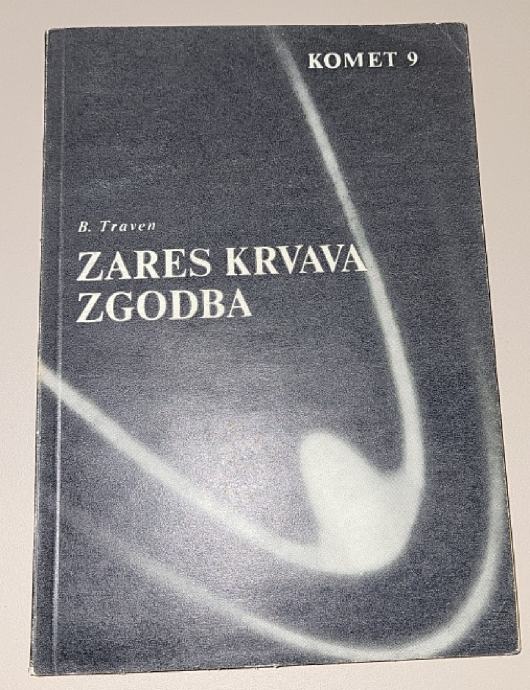 KOMET 9
B. Traven
ZARES KRVAVA
ZGODBA